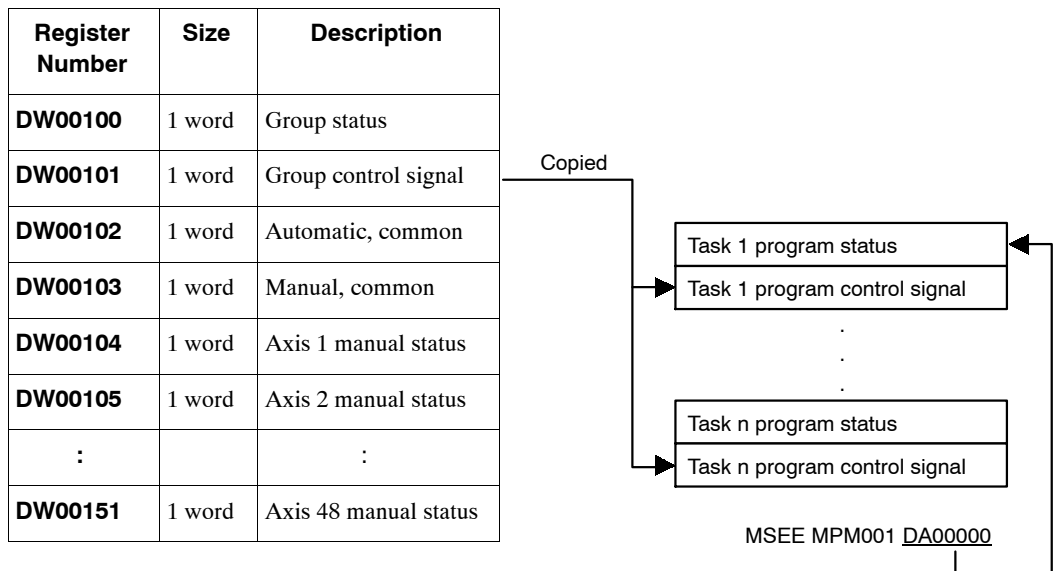 Register Number Size Description
DW00100 1 word Group status
DW00101 1 word Group control signal
DW00102 1 word Automatic, common
DW00103 1 word Manual, common
DW00104 1 word Axis 1 manual status
DW00105 1 word Axis 2 manual status
: :
DW00151 1 word Axis 48 manual status
Copied
Task 1 program status
Task 1 program control signal
.
.
.
Task n program status
Task n program control signal
MSEE MPM001 DA00000